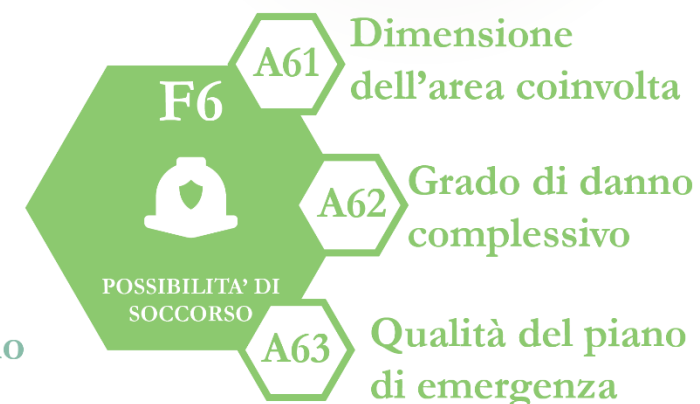 A61
Dimensione
dell’area coinvolta
F6
A62
Grado di danno
complessivo
POSSIBILITA’ DI
SOCCORSO
A63
Qualità del piano
di emergenza